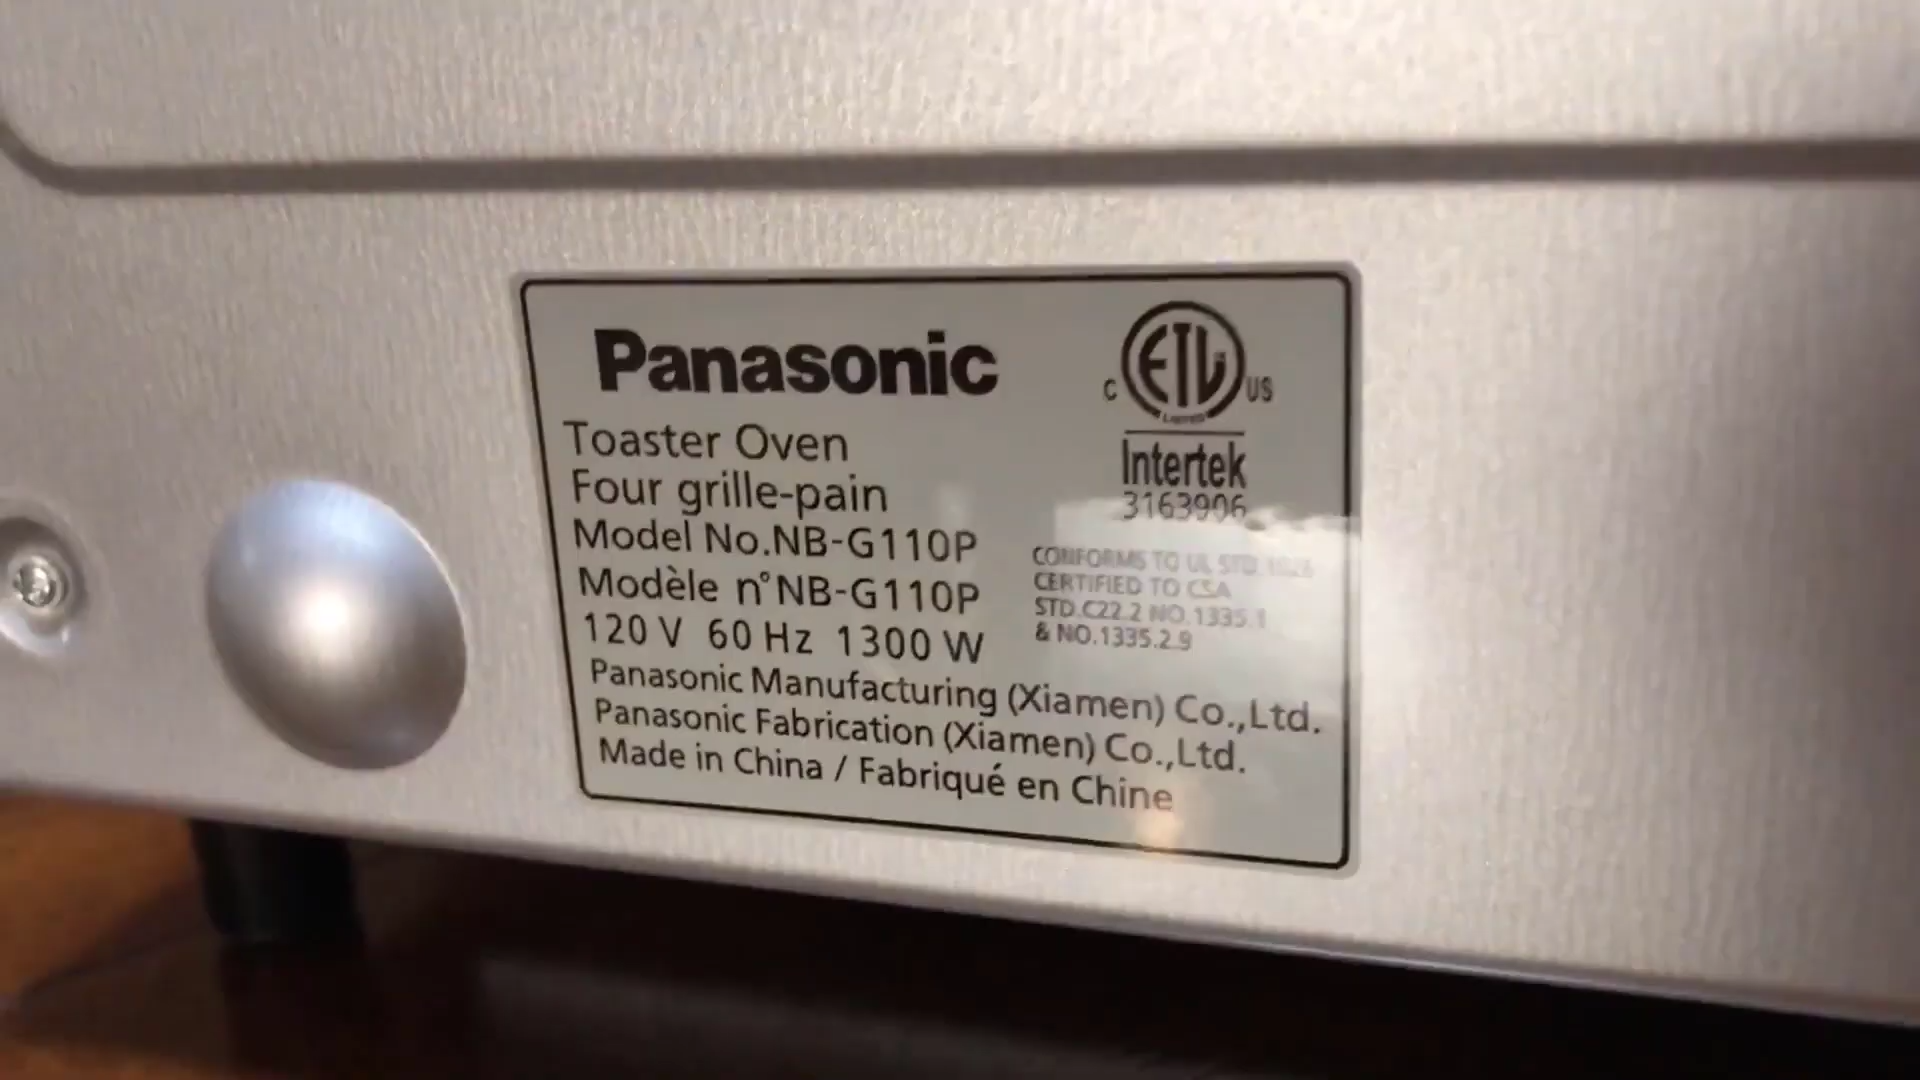 Panasonic
Toaster Oven
Four grille-pain
Model No.NB-G110P
Modèle n°NB-G110P
120 V 60 Hz 1300 W
C ETL US
LISTED
Intertek
3163906
CONFORMS TO UL STD.
CERTIFIED TO CSA
STD.C22.2 NO.1335.1
& NO.1335.2.9
Panasonic Manufacturing (Xiamen) Co.,Ltd.
Panasonic Fabrication (Xiamen) Co.,Ltd.
Made in China / Fabriqué en Chine